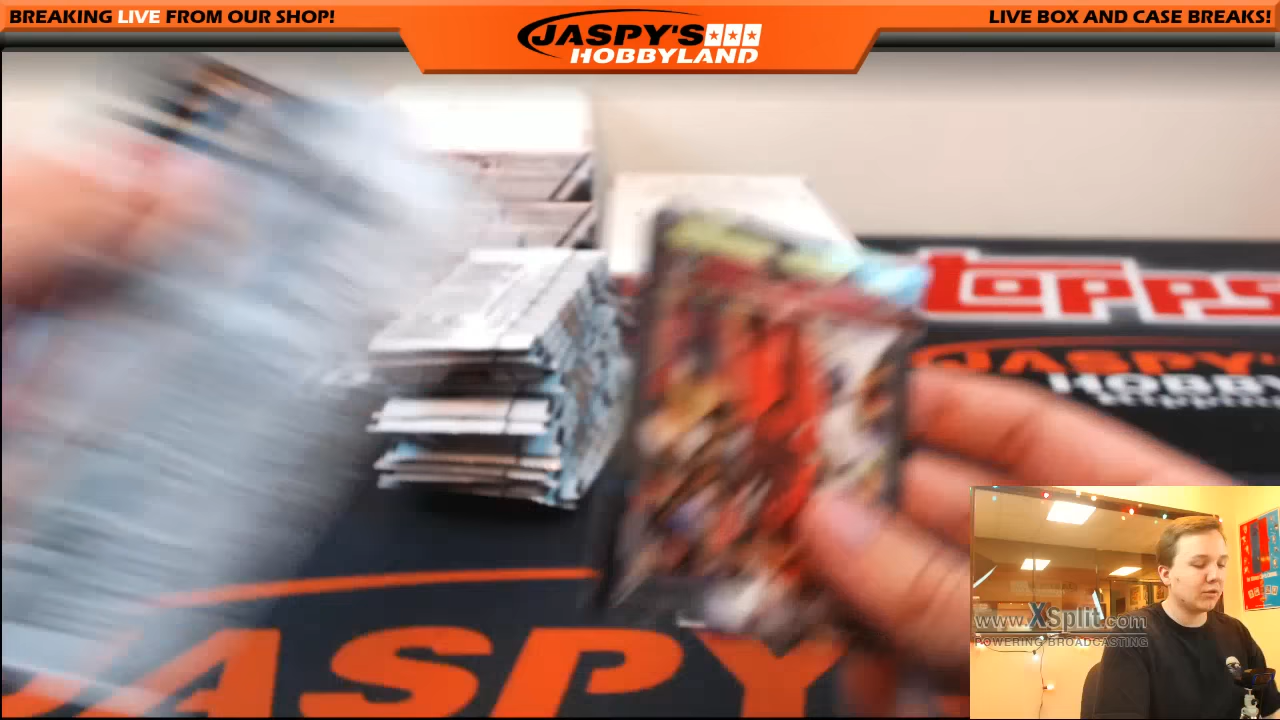 BREAKING LIVE FROM OUR SHOP!
JASPY'S
HOBBYLAND
LIVE BOX AND CASE BREAKS!
topps
JASPY'
HOBBY
JASPY
www.XSplit.com
POWERING BROADCASTING